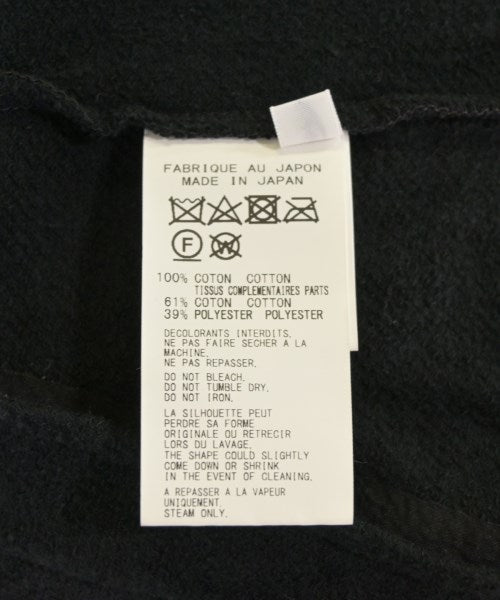 FABRIQUE AU JAPON
MADE IN JAPAN
F W
100% COTON COTTON
TISSUS COMPLEMENTAIRES PARTS
61% COTON COTTON
39% POLYESTER POLYESTER
DECOLORANTS INTERDITS.
NE PAS FAIRE SECHER A LA
MACHINE.
NE PAS REPASSER.
DO NOT BLEACH.
DO NOT TUMBLE DRY.
DO NOT IRON.
LA SILHOUETTE PEUT
PERDRE SA FORME
ORIGINALE OU RETRECIR
LORS DU LAVAGE.
THE SHAPE COULD SLIGHTLY
COME DOWN OR SHRINK
IN THE EVENT OF CLEANING.
A REPASSER A LA VAPEUR
UNIQUEMENT.
STEAM ONLY.